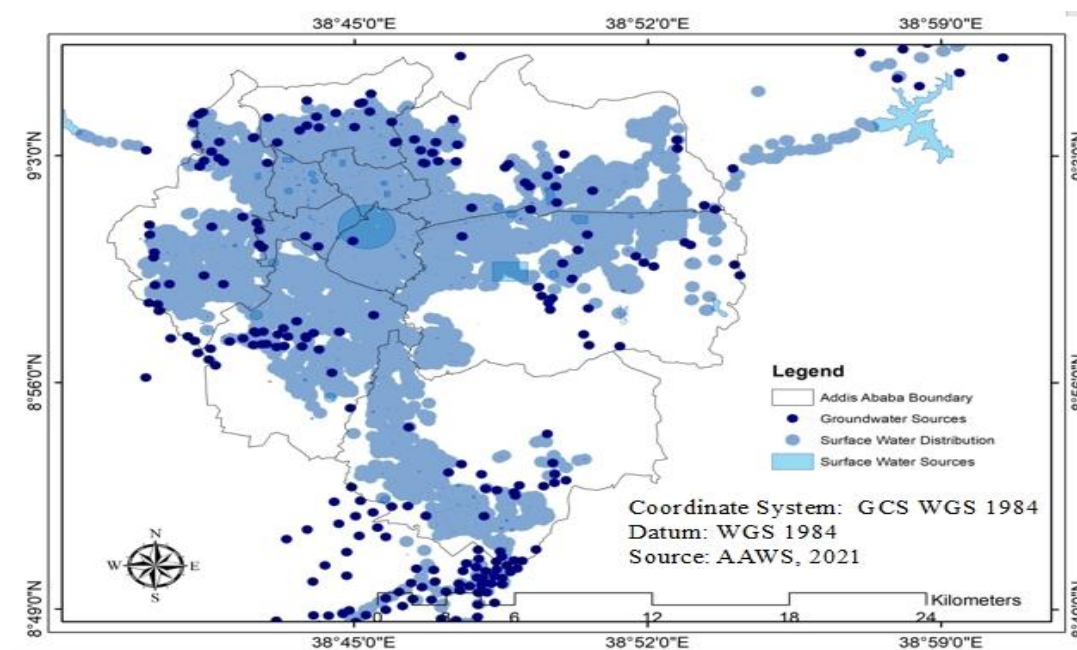 38°45'0"E 38°52'0"E 38°59'0"E
9°3'0"N
8°56'0"N
8°49'0"N
Legend
Addis Ababa Boundary
Groundwater Sources
Surface Water Distribution
Surface Water Sources
Coordinate System: GCS WGS 1984
Datum: WGS 1984
Source: AAWS, 2021
N
W E
S
Kilometers
0 3 6 12 18 24
38°45'0"E 38°52'0"E 38°59'0"E